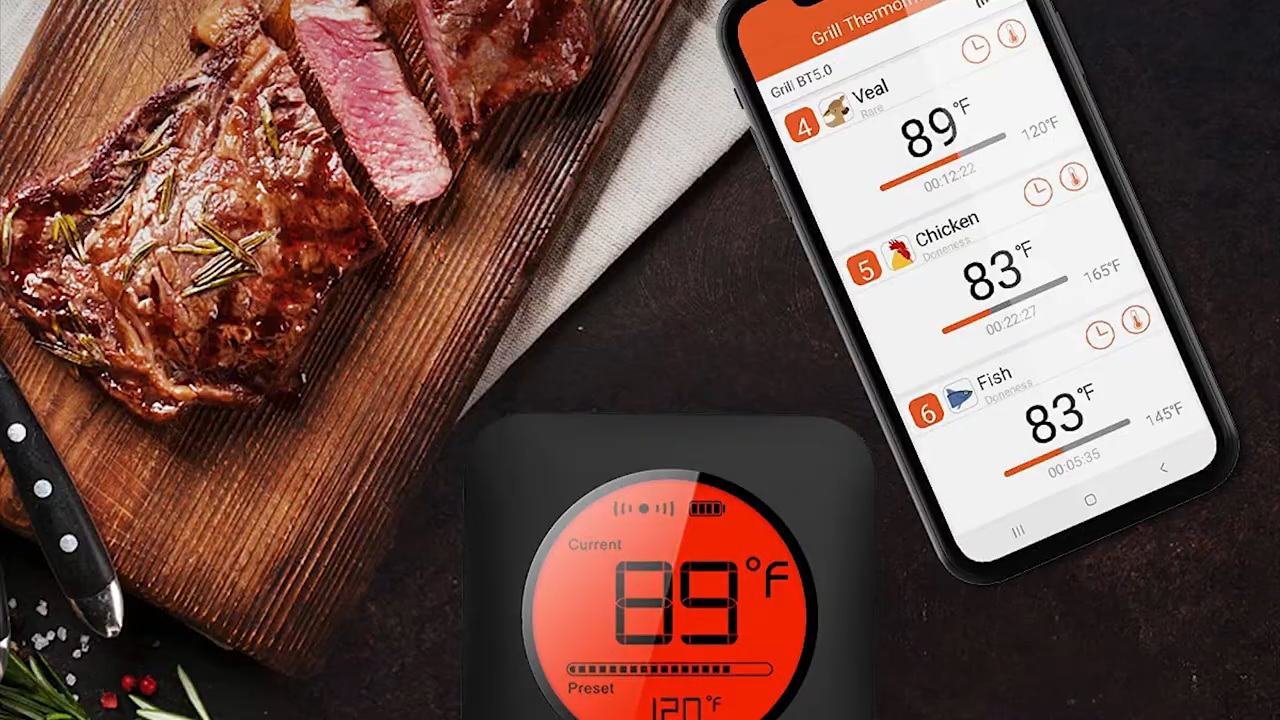 Grill Thermom
Grill BT5.0
4
Veal
Rare
89°F
120°F
00:12:22
5
Chicken
Doneness
83°F
165°F
00:22:27
6
Fish
Doneness
83°F
145°F
00:05:35
Current
89°F
Preset
120°F